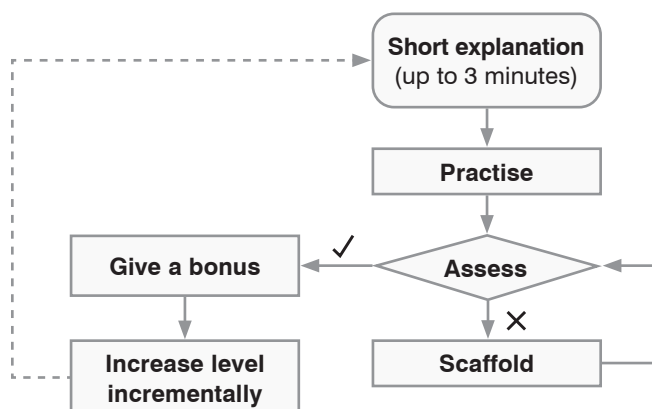 Short explanation
(up to 3 minutes)
Practise
Assess
✓
Give a bonus
Increase level
incrementally
✕
Scaffold